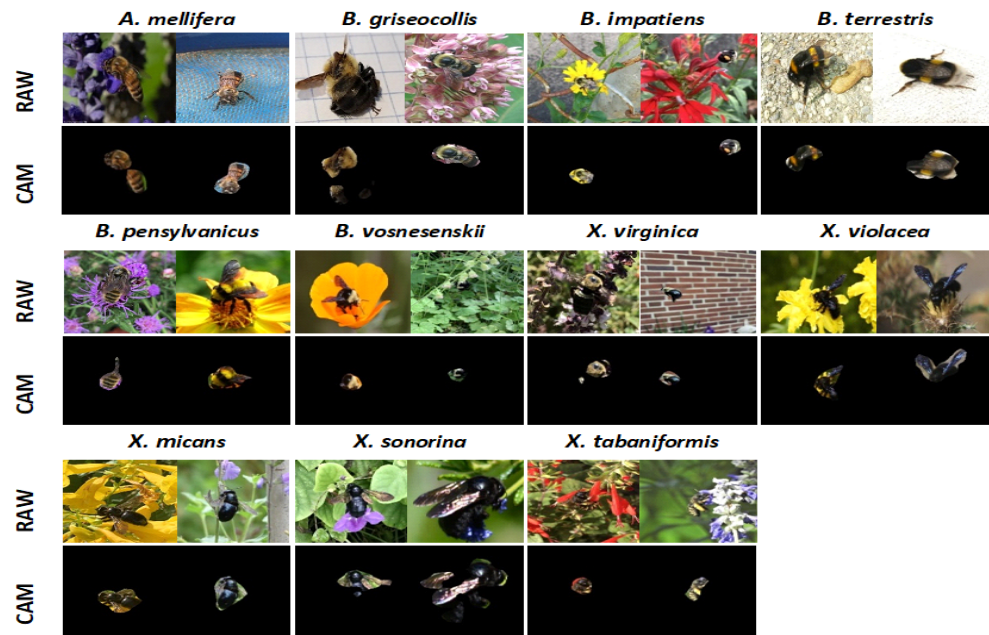 A. mellifera B. griseocollis B. impatiens B. terrestris
RAW
CAM
B. pensylvanicus B. vosnesenskii X. virginica X. violacea
RAW
CAM
X. micans X. sonorina X. tabaniformis
RAW
CAM